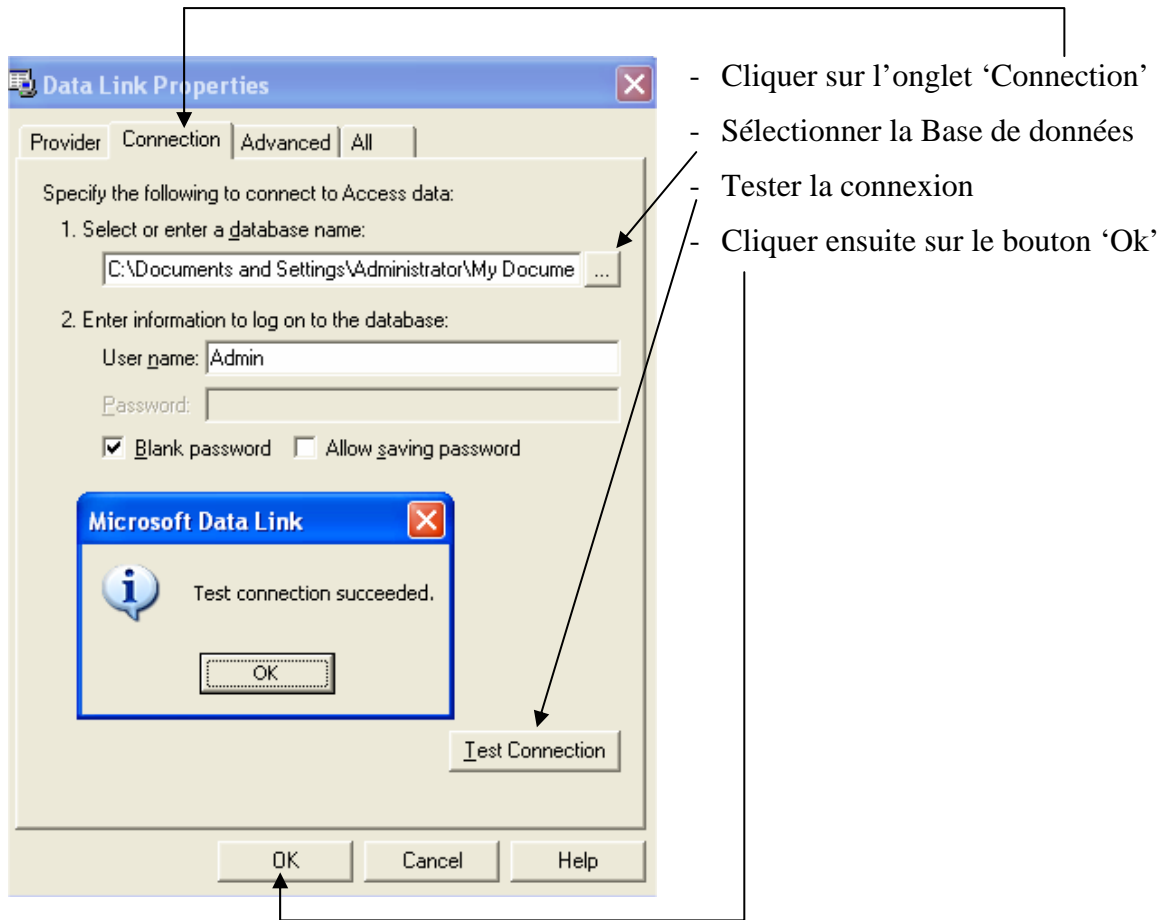 Data Link Properties
Provider Connection Advanced All
Specify the following to connect to Access data:
1. Select or enter a database name:
C:\Documents and Settings\Administrator\My Docume ...
2. Enter information to log on to the database:
User name: Admin
Password:
Blank password Allow saving password
Microsoft Data Link
Test connection succeeded.
OK
Test Connection
OK Cancel Help
- Cliquer sur l’onglet ‘Connection’
- Sélectionner la Base de données
- Tester la connexion
- Cliquer ensuite sur le bouton ‘Ok’